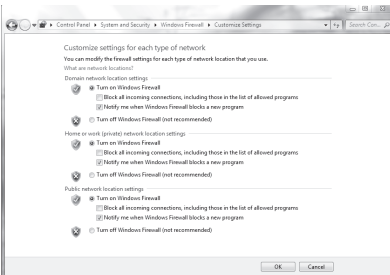 Control Panel ▸ System and Security ▸ Windows Firewall ▸ Customize Settings
Search Con...
Customize settings for each type of network
You can modify the firewall settings for each type of network location that you use.
What are network locations?
Domain network location settings
Turn on Windows Firewall
Block all incoming connections, including those in the list of allowed programs
Notify me when Windows Firewall blocks a new program
Turn off Windows Firewall (not recommended)
Home or work (private) network location settings
Turn on Windows Firewall
Block all incoming connections, including those in the list of allowed programs
Notify me when Windows Firewall blocks a new program
Turn off Windows Firewall (not recommended)
Public network location settings
Turn on Windows Firewall
Block all incoming connections, including those in the list of allowed programs
Notify me when Windows Firewall blocks a new program
Turn off Windows Firewall (not recommended)
OK Cancel